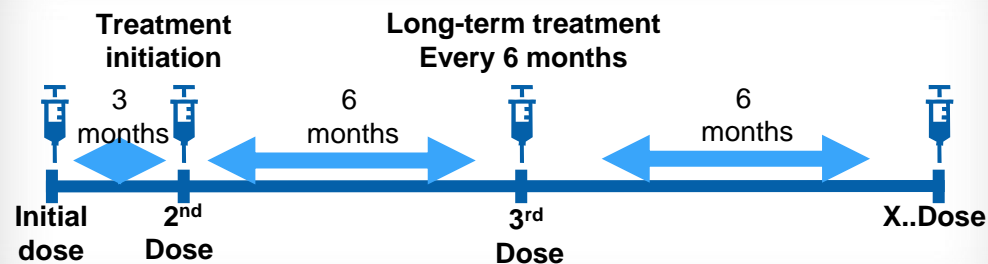 Treatment
initiation
Long-term treatment
Every 6 months
3
months
6
months
6
months
Initial
dose
2nd
Dose
3rd
Dose
X..Dose